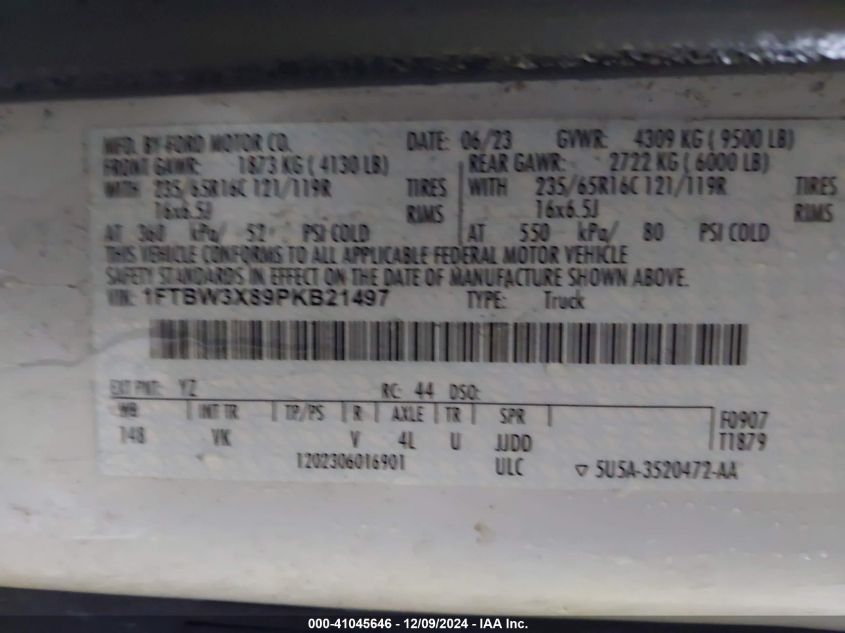 MFD. BY FORD MOTOR CO. DATE: 06/23 GVWR: 4309 KG ( 9500 LB)
FRONT GAWR: 1873 KG ( 4130 LB) REAR GAWR: 2722 KG ( 6000 LB)
WITH 235/65R16C 121/119R TIRES WITH 235/65R16C 121/119R TIRES
16x6.5J RIMS 16x6.5J RIMS
AT 360 kPa/ 52 PSI COLD AT 550 kPa/ 80 PSI COLD
THIS VEHICLE CONFORMS TO ALL APPLICABLE FEDERAL MOTOR VEHICLE
SAFETY STANDARDS IN EFFECT ON THE DATE OF MANUFACTURE SHOWN ABOVE.
VIN: 1FTBW3X89PKB21497 TYPE: Truck
EXT PNT: YZ RC: 44 DSO:
WB INT TR TP/PS R AXLE TR SPR F0907
148 VK V 4L U JJDD T1879
1202306016901 ULC ▽ 5U5A-3520472-AA
000-41045646 - 12/09/2024 - IAA Inc.